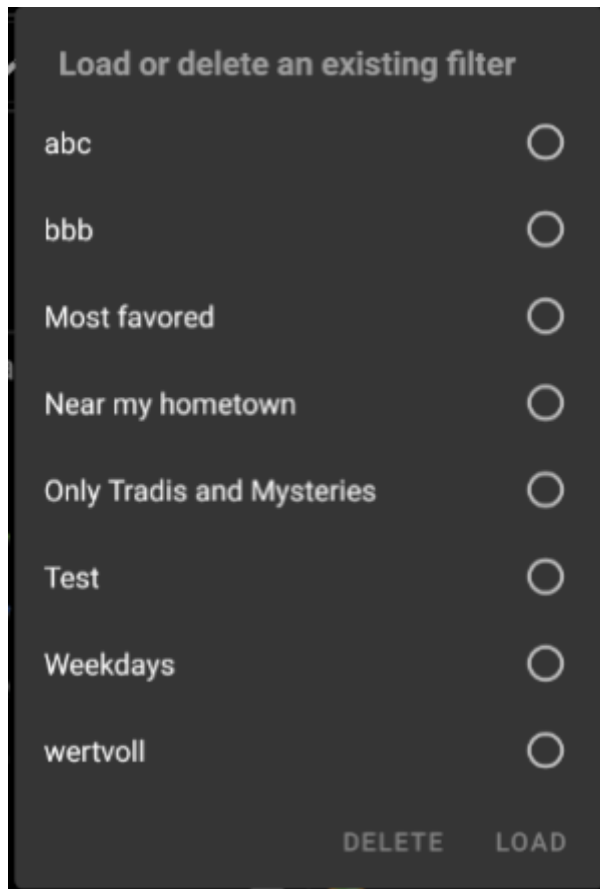 Load or delete an existing filter
abc
bbb
Most favored
Near my hometown
Only Tradis and Mysteries
Test
Weekdays
wertvoll
DELETE LOAD